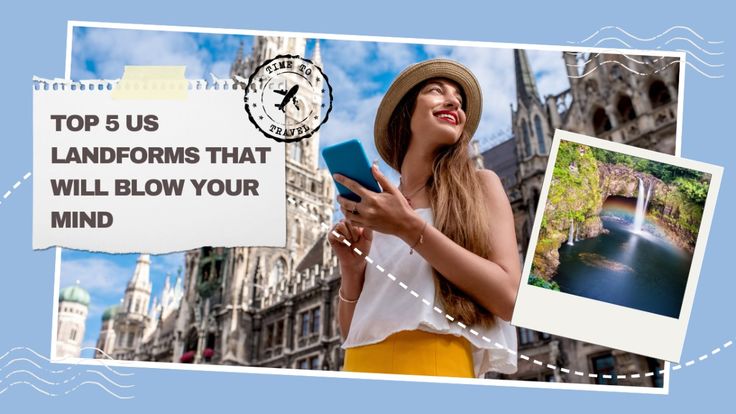 TOP 5 US
LANDFORMS THAT
WILL BLOW YOUR
MIND
TIME TO
TRAVEL